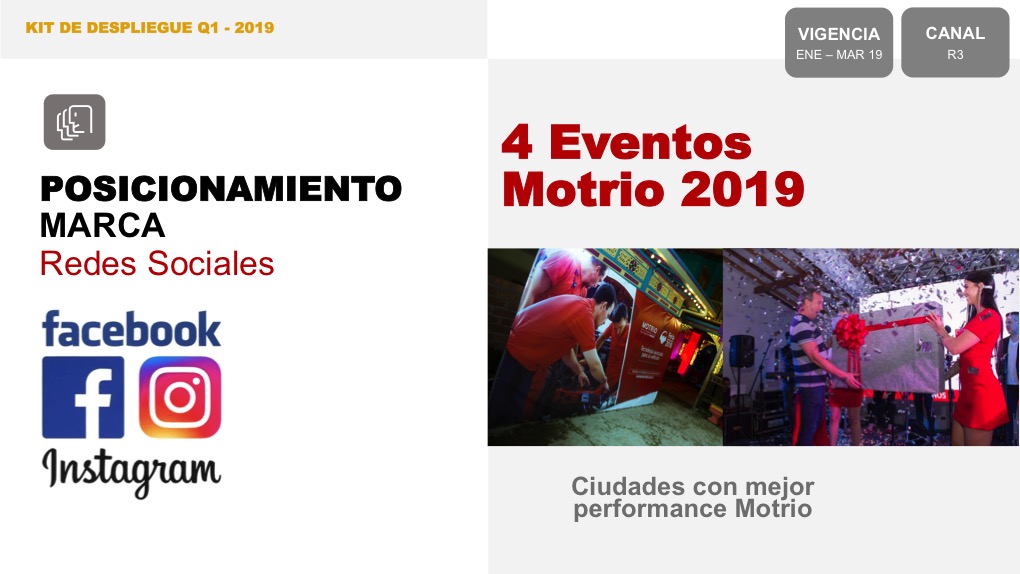 KIT DE DESPLIEGUE Q1 - 2019
VIGENCIA
ENE – MAR 19
CANAL
R3
POSICIONAMIENTO
MARCA
Redes Sociales
facebook
Instagram
4 Eventos
Motrio 2019
MOTRIO
Ciudades con mejor
performance Motrio